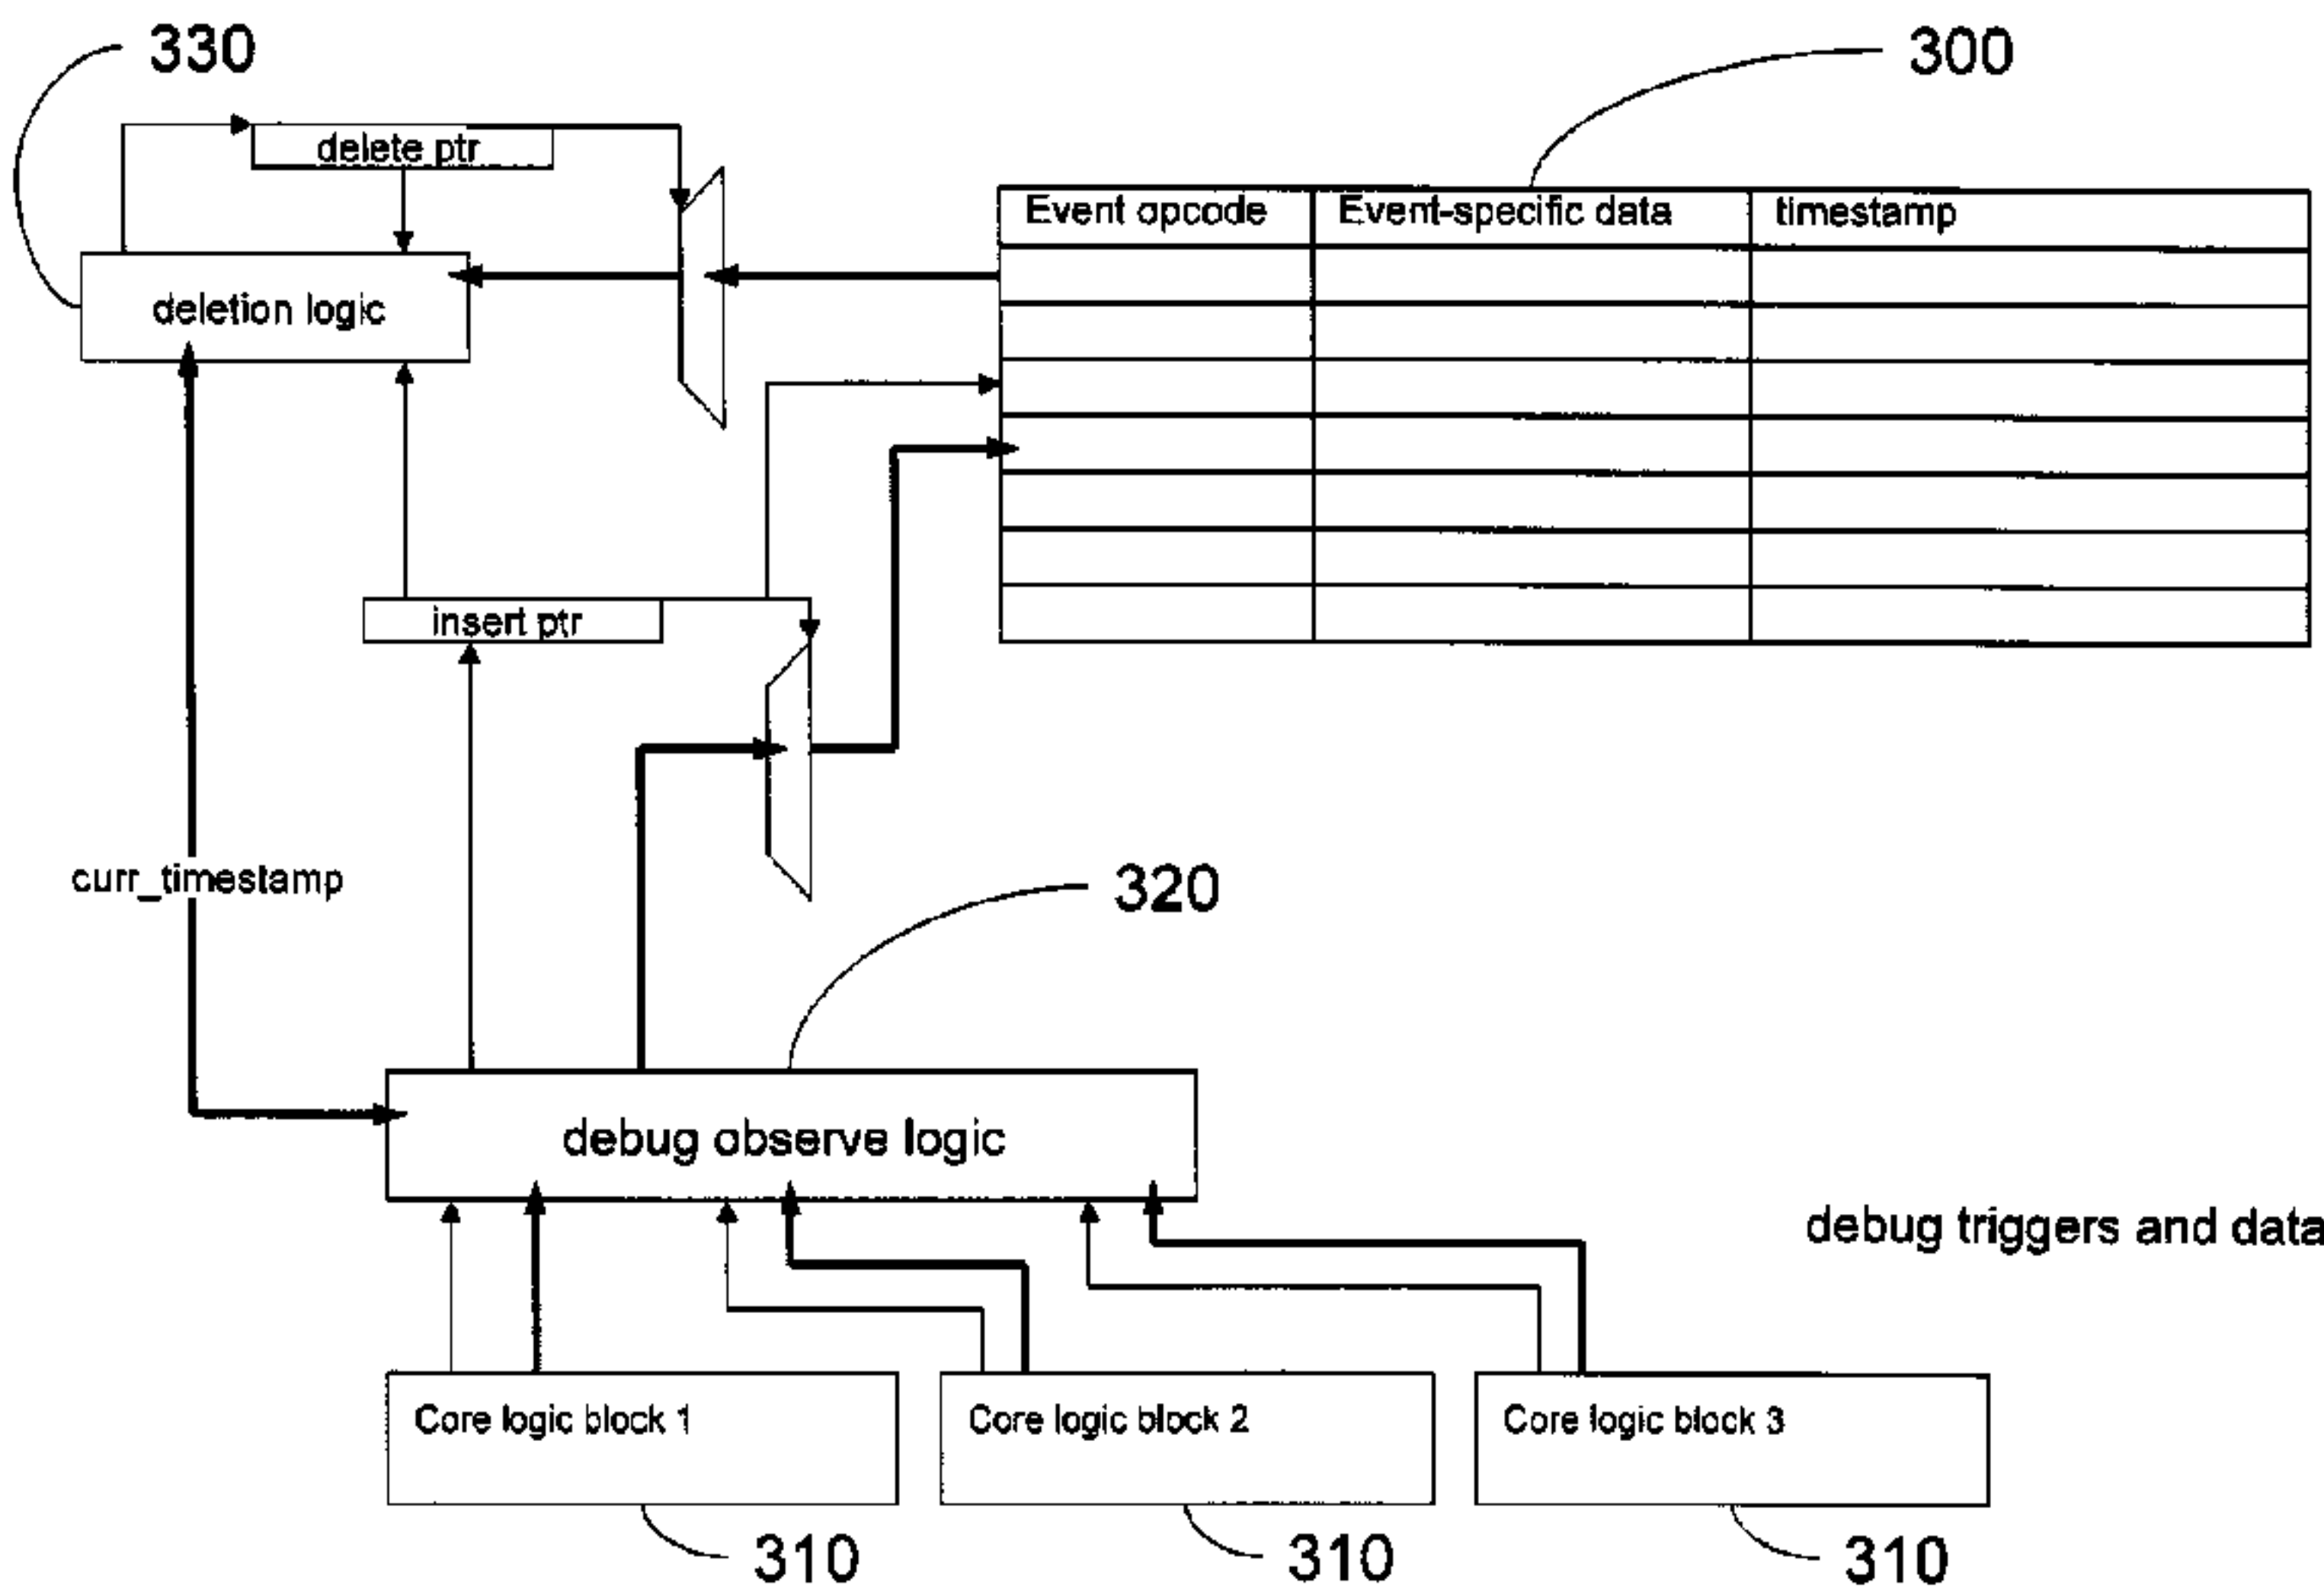 330
300
delete ptr
Event opcode Event-specific data timestamp
deletion logic
insert ptr
curr_timestamp
320
debug observe logic
debug triggers and data
Core logic block 1
Core logic block 2
Core logic block 3
310
310
310